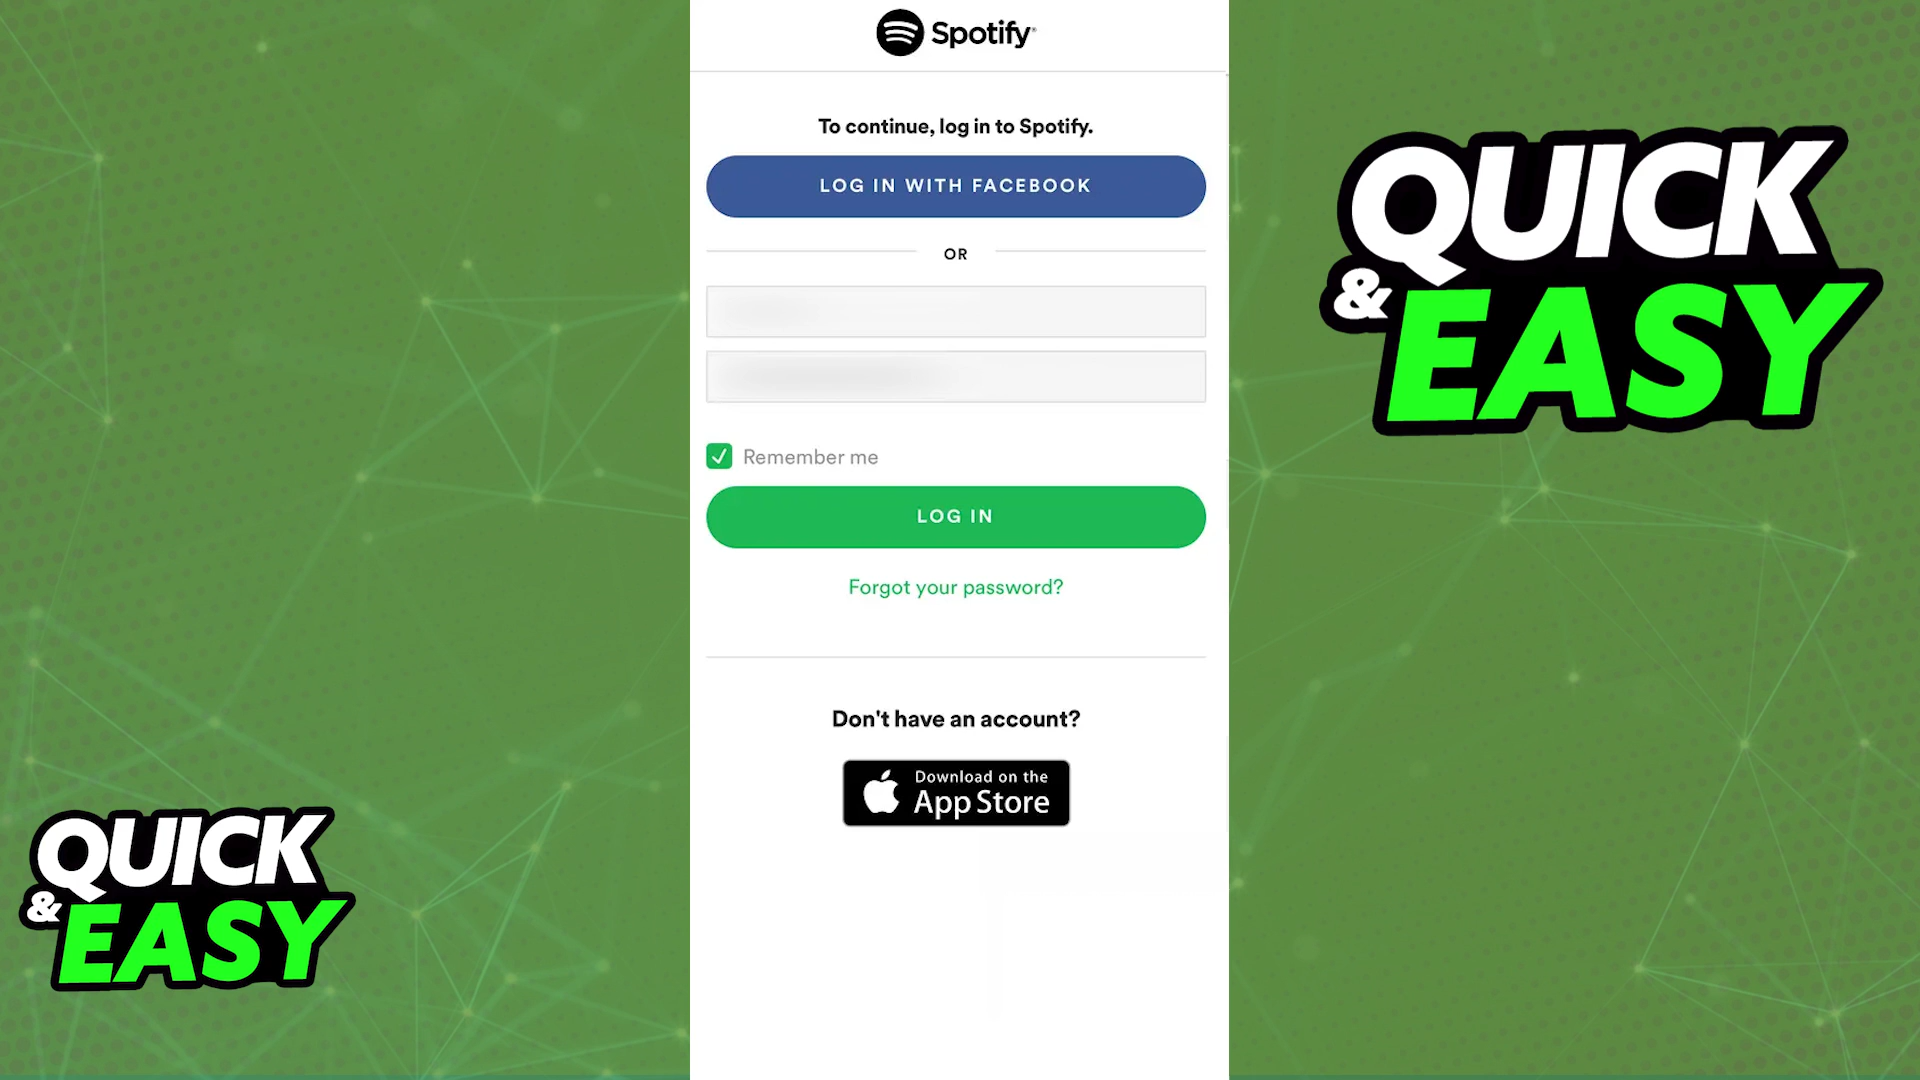 Spotify
To continue, log in to Spotify.
LOG IN WITH FACEBOOK
OR
Remember me
LOG IN
Forgot your password?
Don't have an account?
Download on the
App Store
QUICK
& EASY
QUICK
& EASY